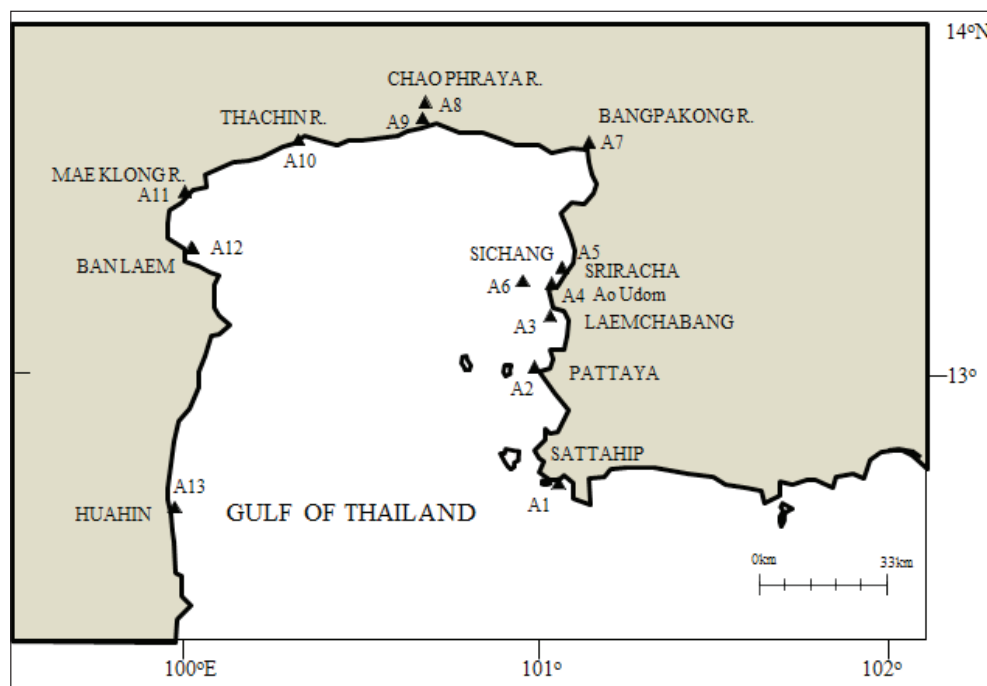 14°N
CHAO PHRAYA R.
A8
THACHIN R.
A9
BANGPAKONG R.
A7
A10
MAE KLONG R.
A11
A12
BAN LAEM
SICHANG
A5
SRIRACHA
A6
A4 Ao Udom
A3
LAEMCHABANG
13°
A2
PATTAYA
SATTAHIP
A13
A1
HUAHIN
GULF OF THAILAND
0km
33km
100°E
101°
102°